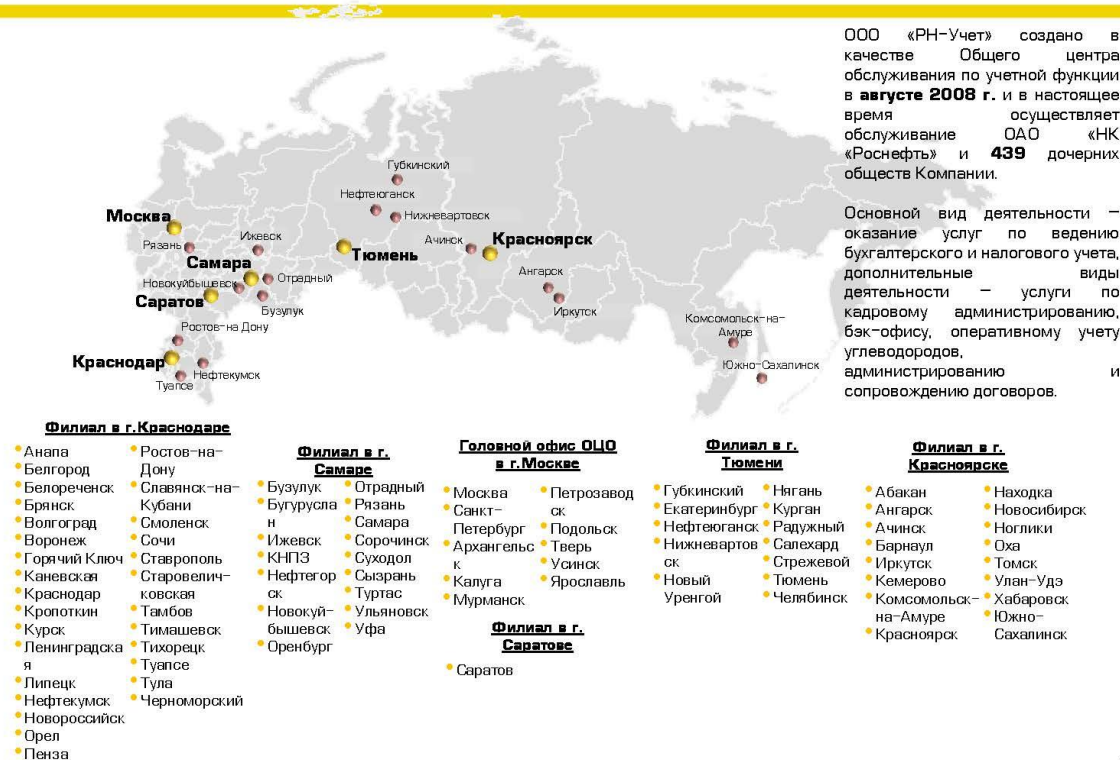 ООО «РН-Учет» создано в
качестве Общего центра
обслуживания по учетной функции
в августе 2008 г. и в настоящее
время осуществляет
обслуживание ОАО «НК
«Роснефть» и 439 дочерних
обществ Компании.
Основной вид деятельности –
оказание услуг по ведению
бухгалтерского и налогового учета,
дополнительные виды
деятельности – услуги по
кадровому администрированию,
бэк-офису, оперативному учету
углеводородов,
администрированию и
сопровождению договоров.
Губкинский
Нефтеюганск
Нижневартовск
Москва
Рязань
Ижевск
Ачинск
Красноярск
Тюмень
Самара
Отрадный
Новокуйбышевск
Саратов
Бузулук
Ангарск
Иркутск
Ростов-на Дону
Комсомольск-на-
Амуре
Краснодар
Нефтекумск
Туапсе
Южно-Сахалинск
Филиал в г.Краснодаре
Анапа
Белгород
Белореченск
Брянск
Волгоград
Воронеж
Горячий Ключ
Каневская
Краснодар
Кропоткин
Курск
Ленинградска
я
Липецк
Нефтекумск
Новороссийск
Орел
Пенза
Ростов-на-
Дону
Славянск-на-
Кубани
Смоленск
Сочи
Ставрополь
Старовелич-
ковская
Тамбов
Тимашевск
Тихорецк
Туапсе
Тула
Черноморский
Филиал в г.
Самаре
Бузулук
Бугурусла
н
Ижевск
КНПЗ
Нефтегор
ск
Новокуй-
бышевск
Оренбург
Отрадный
Рязань
Самара
Сорочинск
Суходол
Сызрань
Туртас
Ульяновск
Уфа
Головной офис ОЦО
в г.Москве
Москва
Санкт-
Петербург
Архангельс
к
Калуга
Мурманск
Петрозавод
ск
Подольск
Тверь
Усинск
Ярославль
Филиал в г.
Саратове
Саратов
Филиал в г.
Тюмени
Губкинский
Екатеринбург
Нефтеюганск
Нижневартов
ск
Новый
Уренгой
Нягань
Курган
Радужный
Салехард
Стрежевой
Тюмень
Челябинск
Филиал в г.
Красноярске
Абакан
Ангарск
Ачинск
Барнаул
Иркутск
Кемерово
Комсомольск-
на-Амуре
Красноярск
Находка
Новосибирск
Ноглики
Оха
Томск
Улан-Удэ
Хабаровск
Южно-
Сахалинск